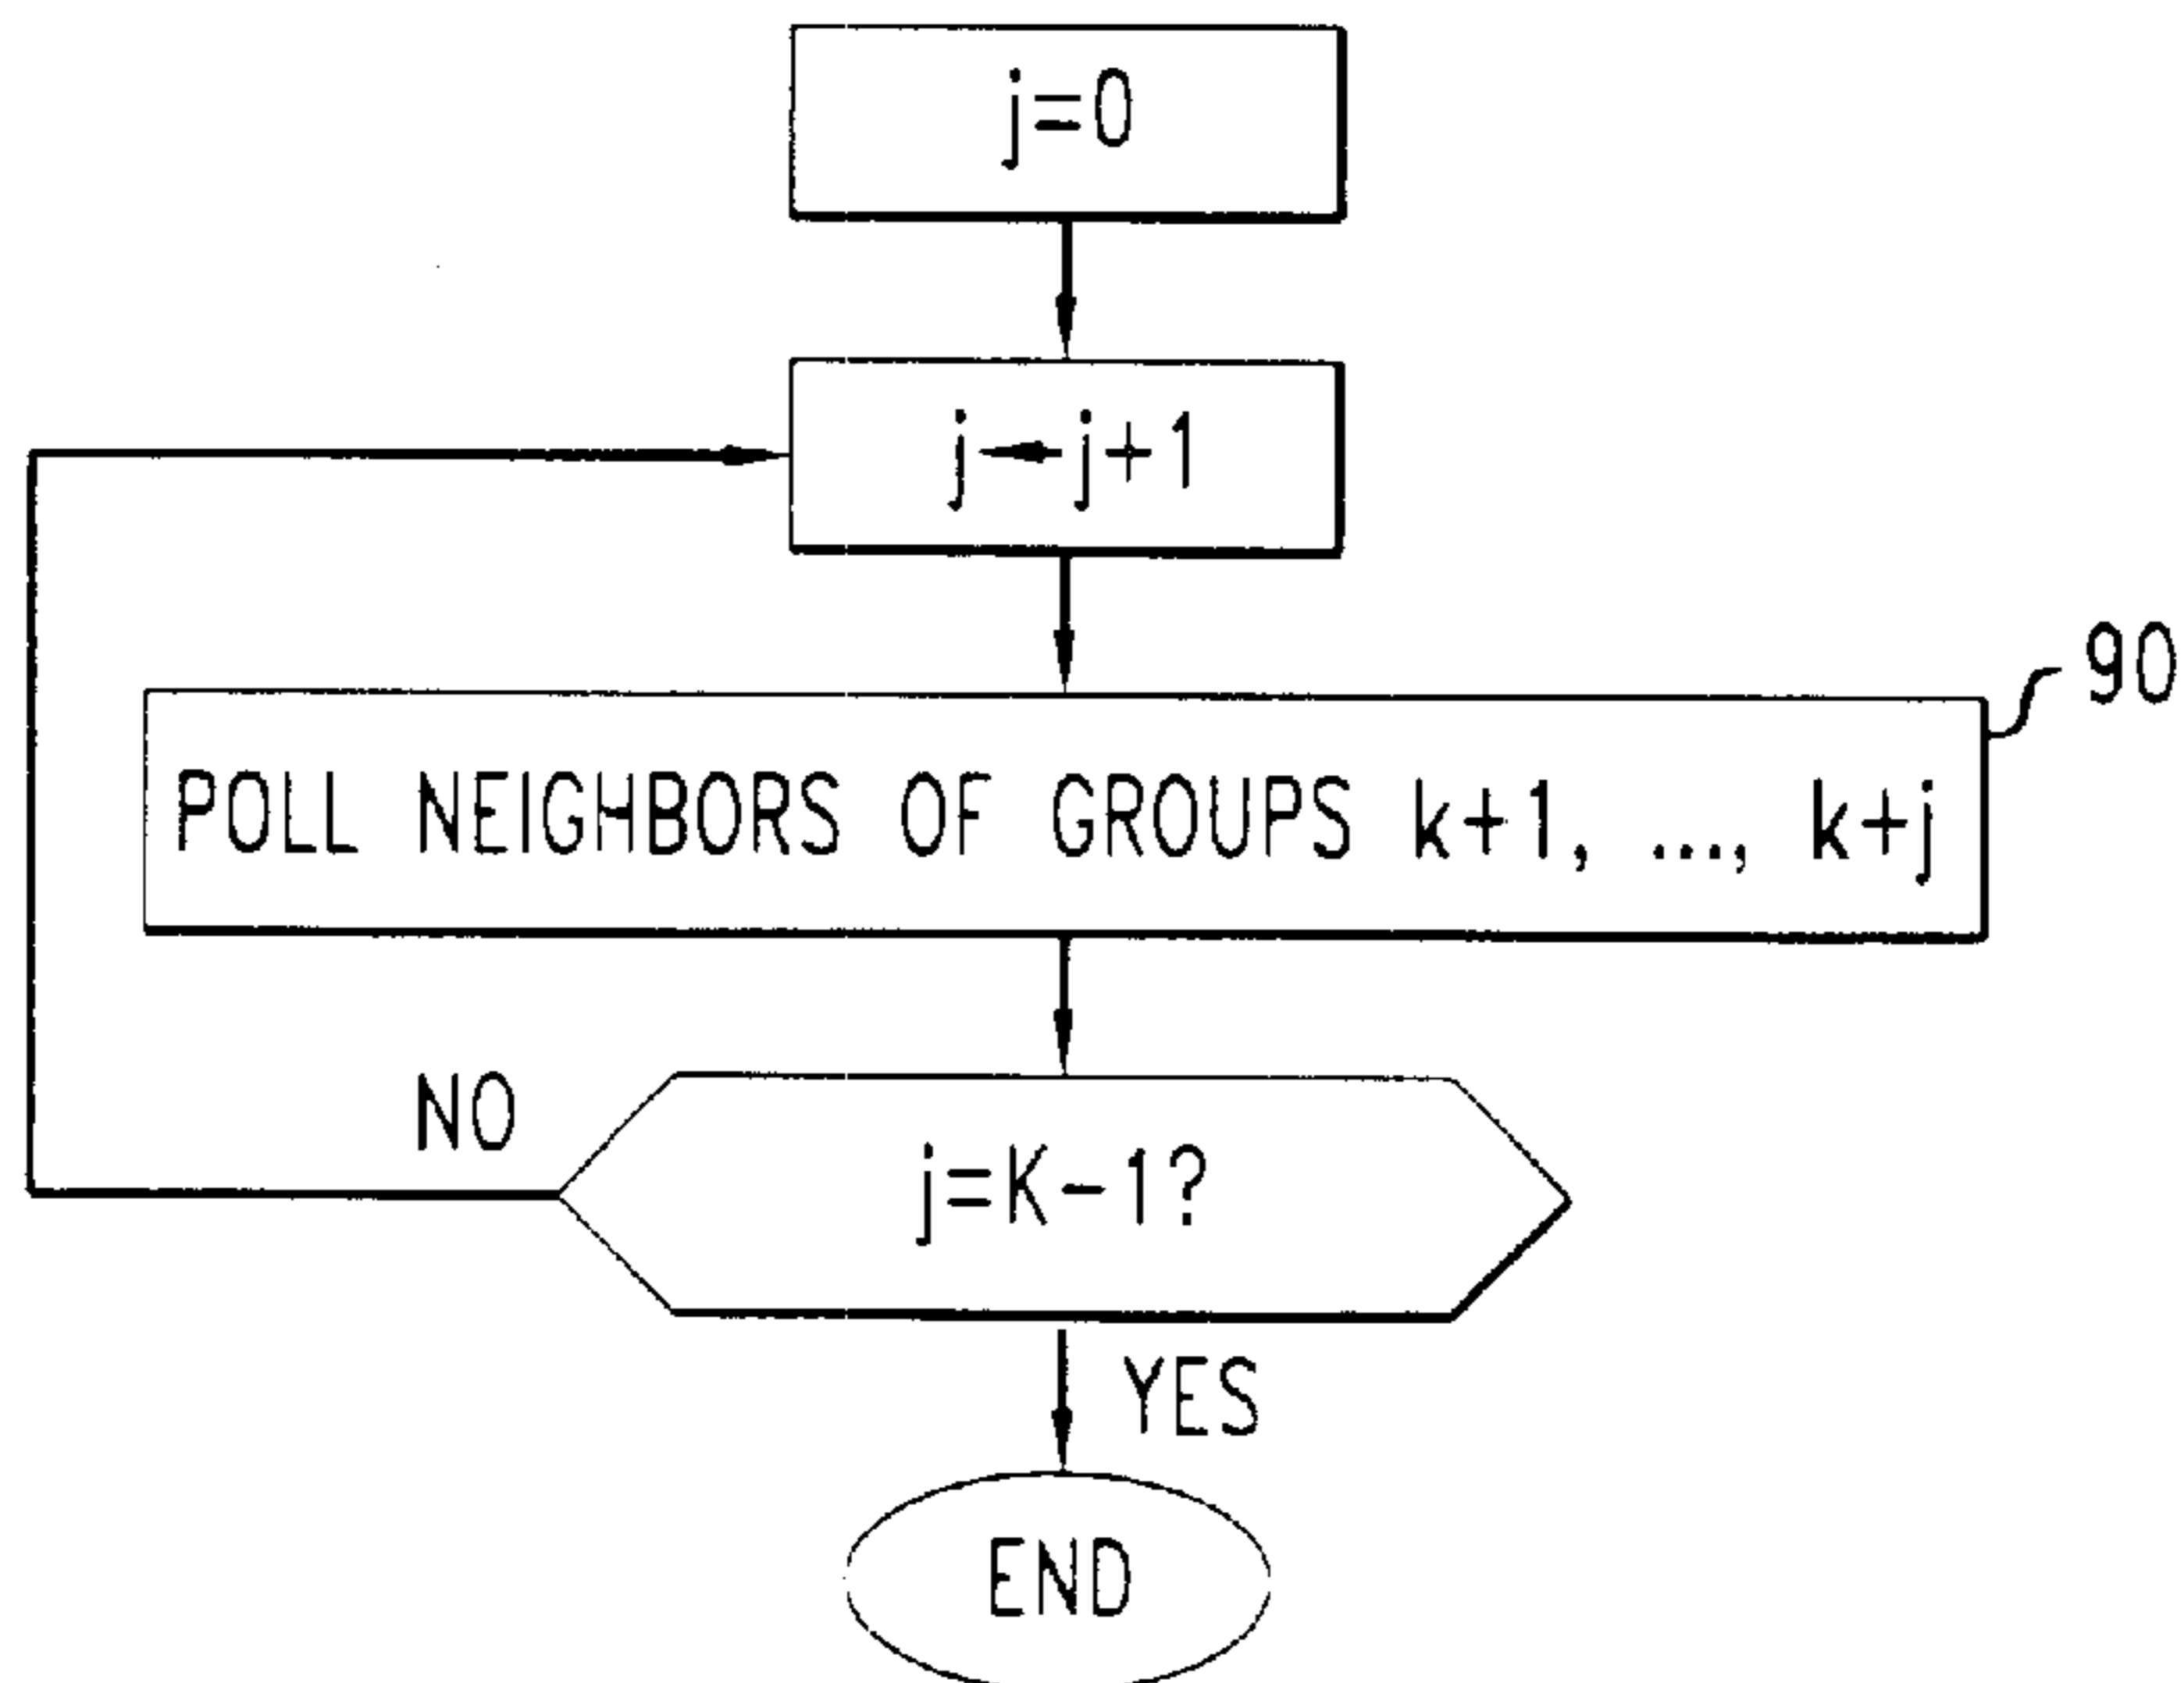 j=0
j←j+1
90
POLL NEIGHBORS OF GROUPS k+1, ..., k+j
NO
j=K-1?
YES
END